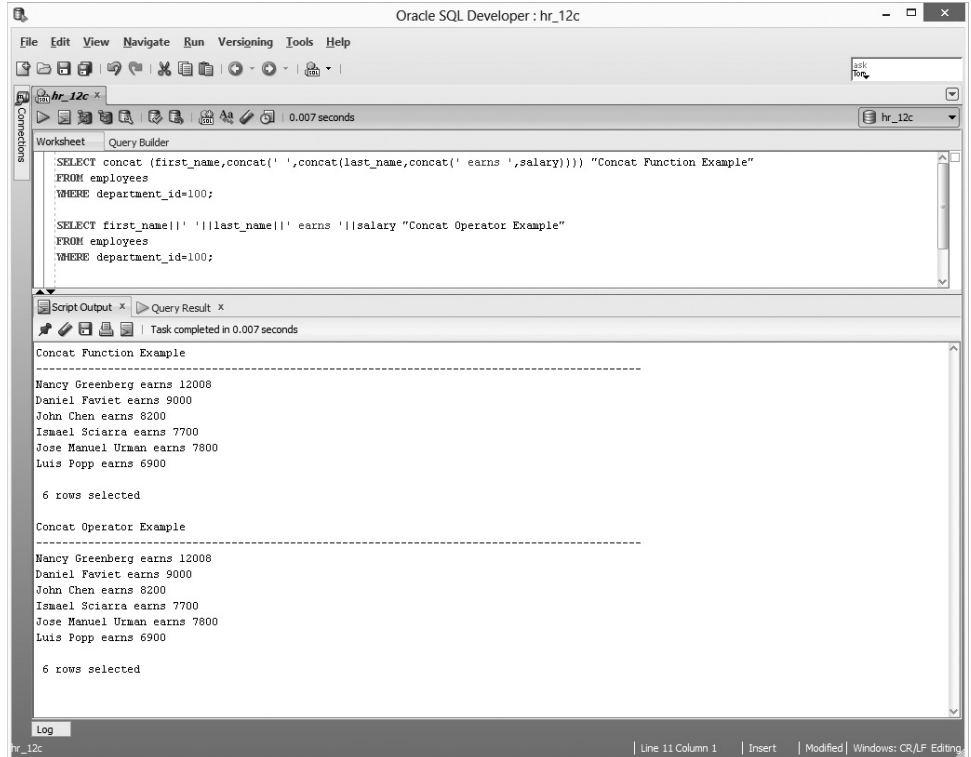 Oracle SQL Developer : hr_12c
File Edit View Navigate Run Versioning Tools Help
ask
Tom
hr_12c
Connections
0.007 seconds
hr_12c
Worksheet Query Builder
SELECT concat (first_name,concat(' ',concat(last_name,concat(' earns ',salary)))) "Concat Function Example"
FROM employees
WHERE department_id=100;
SELECT first_name||' '||last_name||' earns '||salary "Concat Operator Example"
FROM employees
WHERE department_id=100;
Script Output x Query Result x
Task completed in 0.007 seconds
Concat Function Example
--------------------------------------------------------------------------------
Nancy Greenberg earns 12008
Daniel Faviet earns 9000
John Chen earns 8200
Ismael Sciarra earns 7700
Jose Manuel Urman earns 7800
Luis Popp earns 6900
6 rows selected
Concat Operator Example
--------------------------------------------------------------------------------
Nancy Greenberg earns 12008
Daniel Faviet earns 9000
John Chen earns 8200
Ismael Sciarra earns 7700
Jose Manuel Urman earns 7800
Luis Popp earns 6900
6 rows selected
Log
hr_12c
Line 11 Column 1 | Insert | Modified | Windows: CR/LF Editing